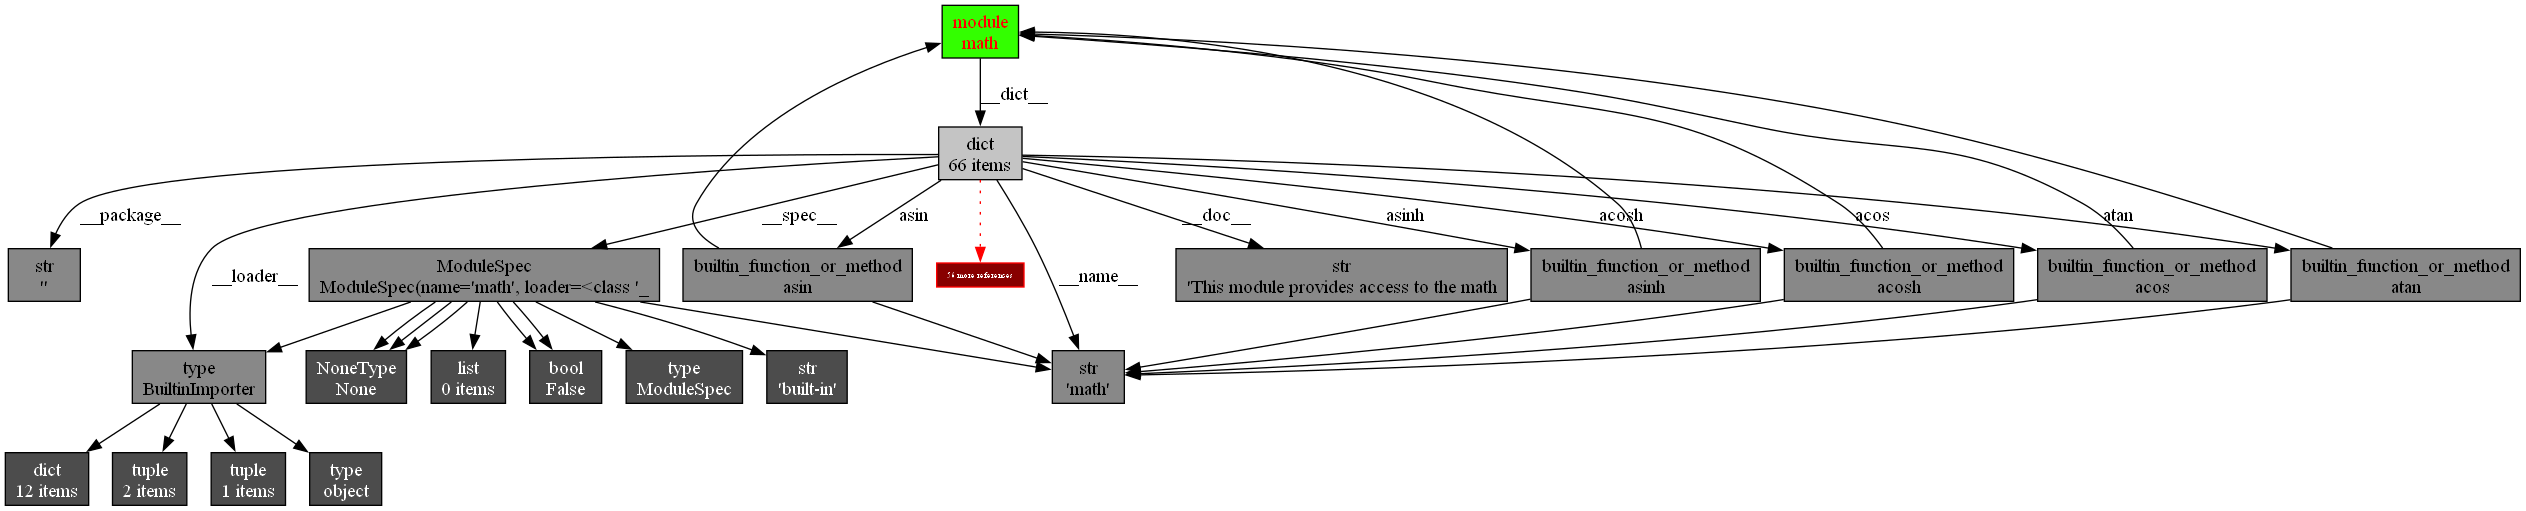 module
math
__dict__
dict
66 items
__package__
__spec__
asin
__doc__
asinh
acosh
acos
atan
str
''
__loader__
ModuleSpec
ModuleSpec(name='math', loader=<class '_
builtin_function_or_method
asin
56 more references
__name__
str
'This module provides access to the math
builtin_function_or_method
asinh
builtin_function_or_method
acosh
builtin_function_or_method
acos
builtin_function_or_method
atan
type
BuiltinImporter
NoneType
None
list
0 items
bool
False
type
ModuleSpec
str
'built-in'
str
'math'
dict
12 items
tuple
2 items
tuple
1 items
type
object